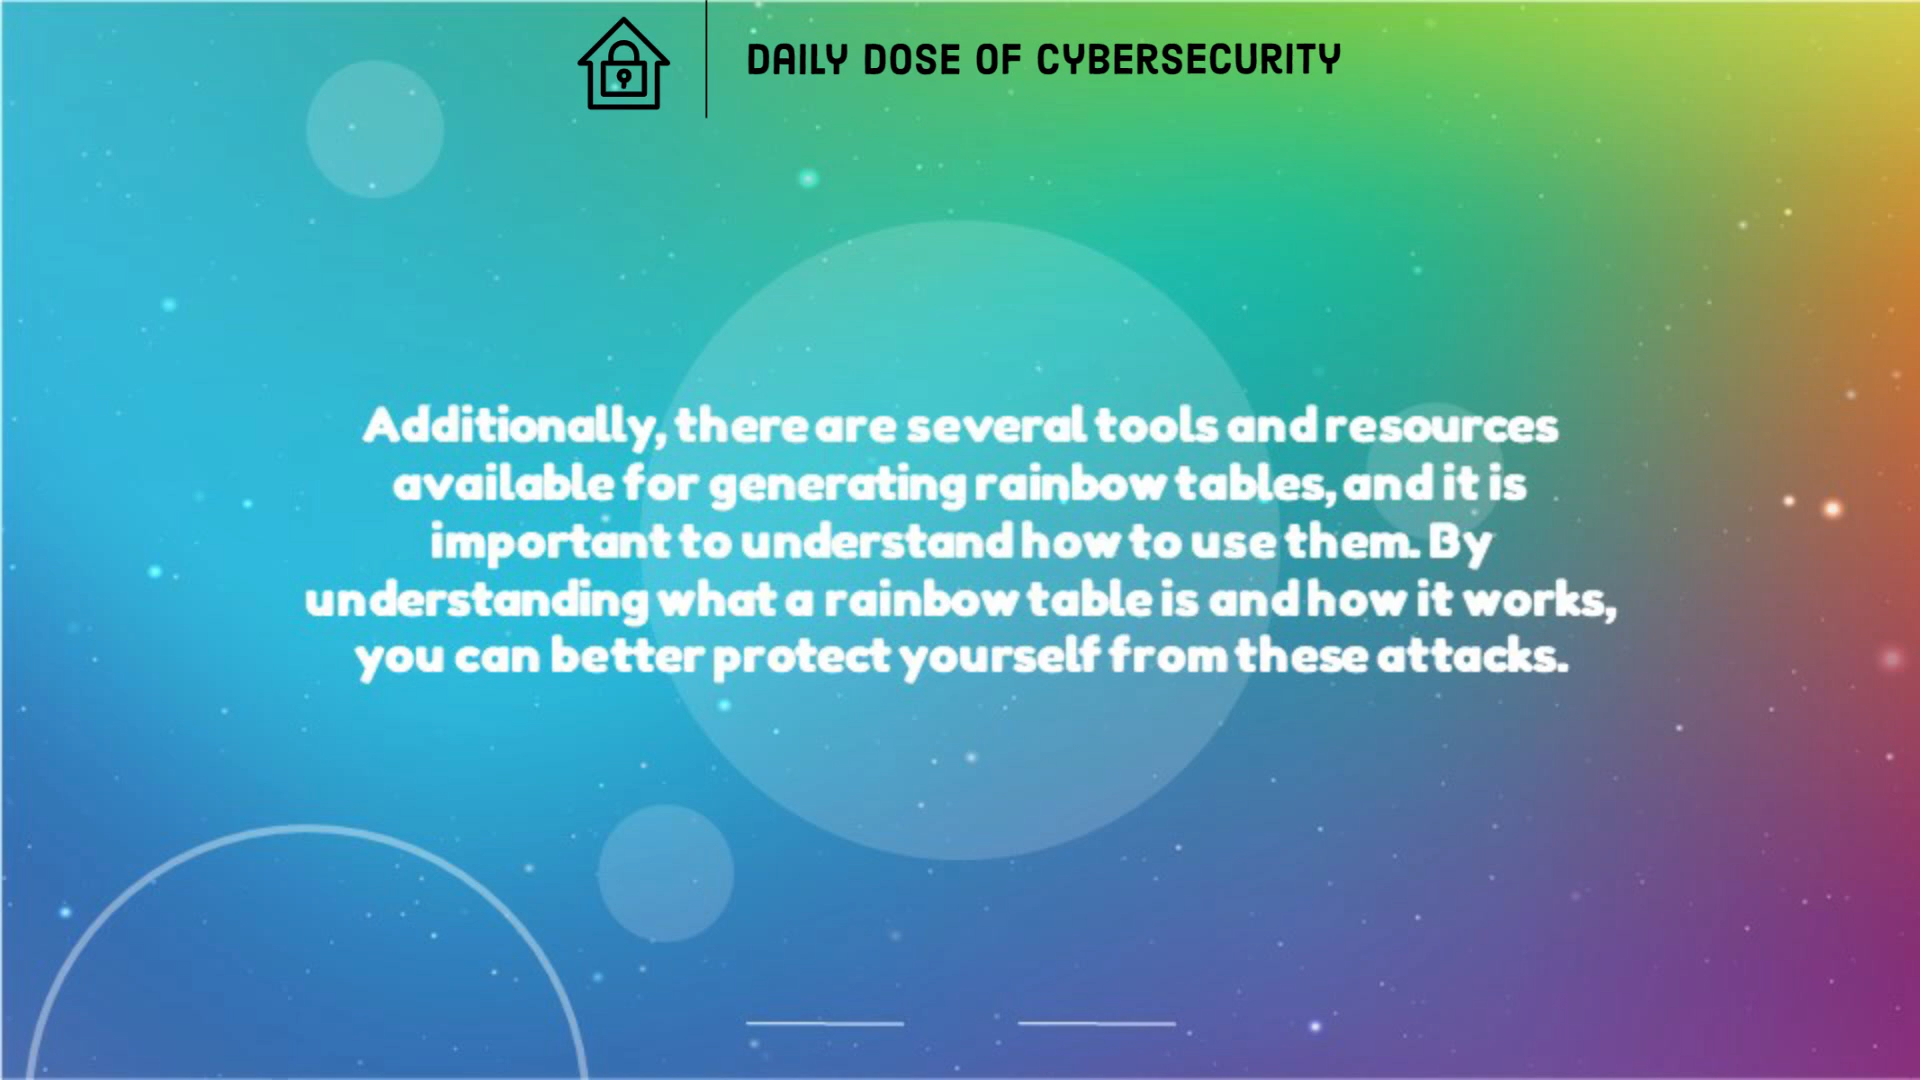 DAILY DOSE OF CYBERSECURITY
Additionally, there are several tools and resources
available for generating rainbow tables, and it is
important to understand how to use them. By
understanding what a rainbow table is and how it works,
you can better protect yourself from these attacks.